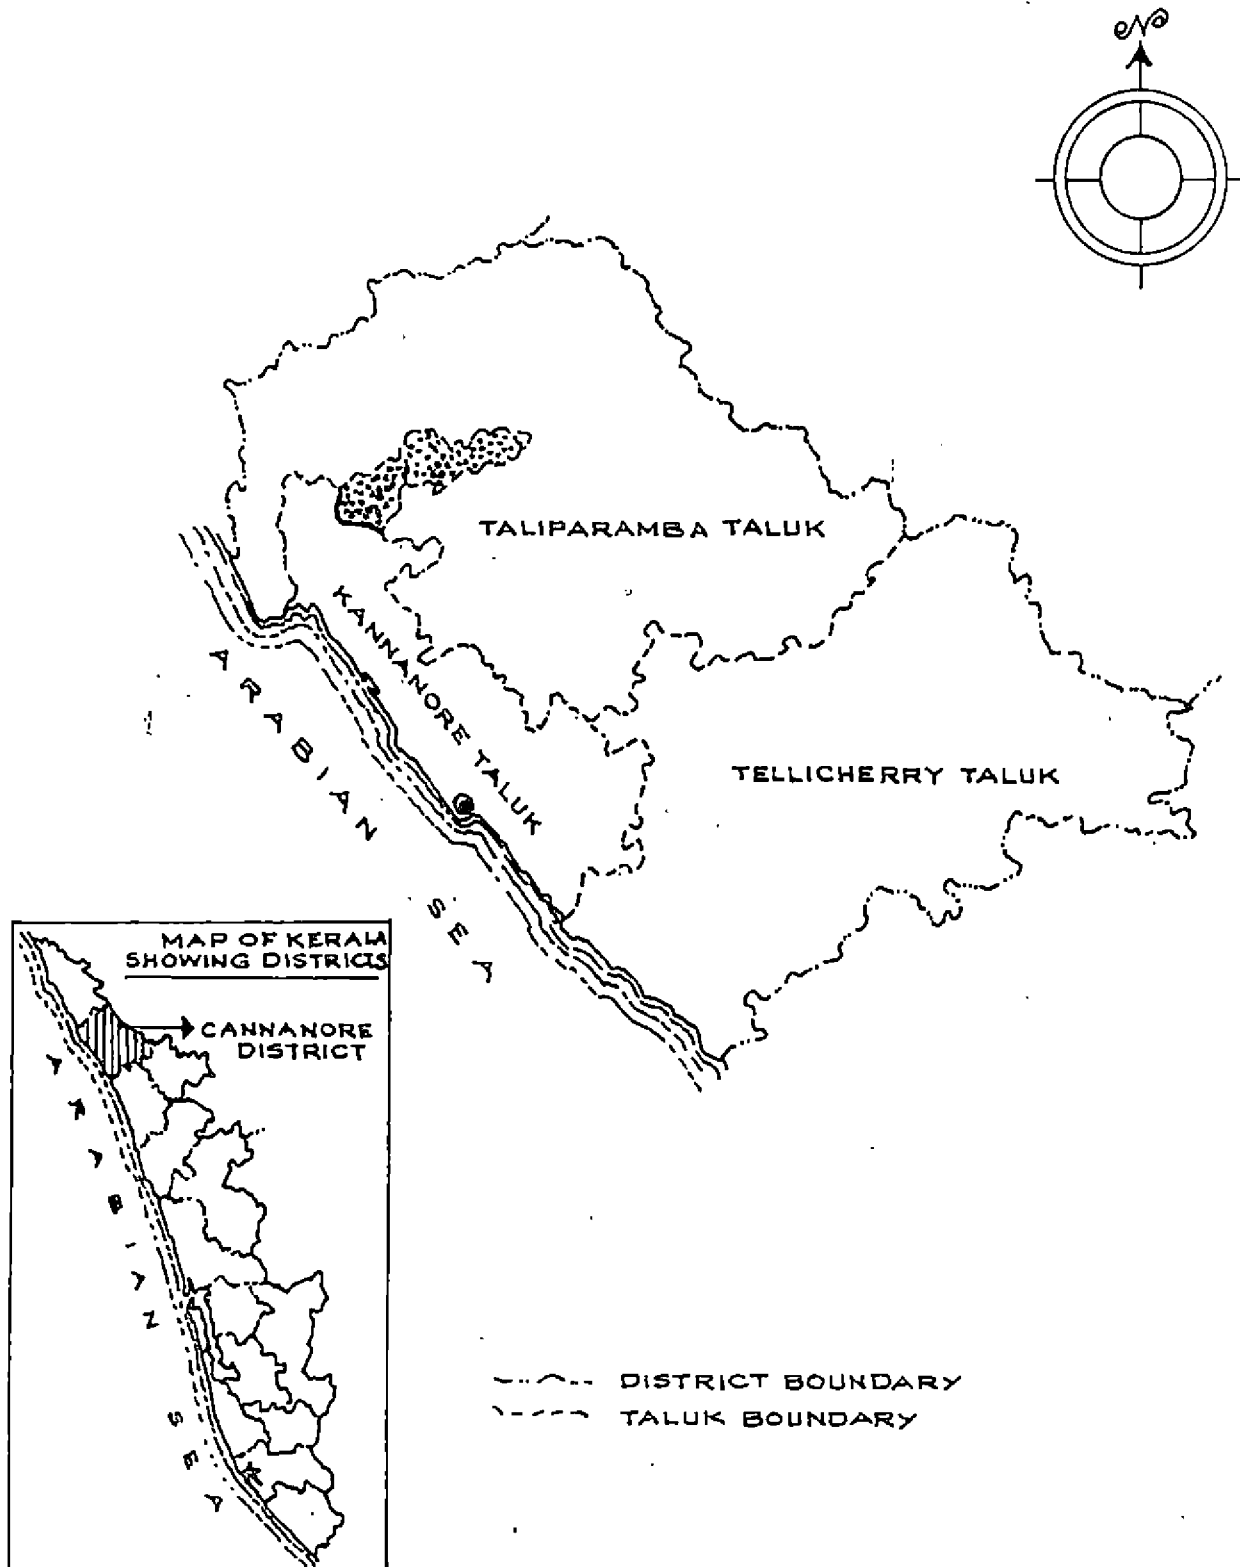 N
TALIPARAMBA TALUK
KANNANORE TALUK
TELLICHERRY TALUK
ARABIAN SEA
MAP OF KERALA
SHOWING DISTRICTS
CANNANORE
DISTRICT
ARABIAN SEA
DISTRICT BOUNDARY
TALUK BOUNDARY